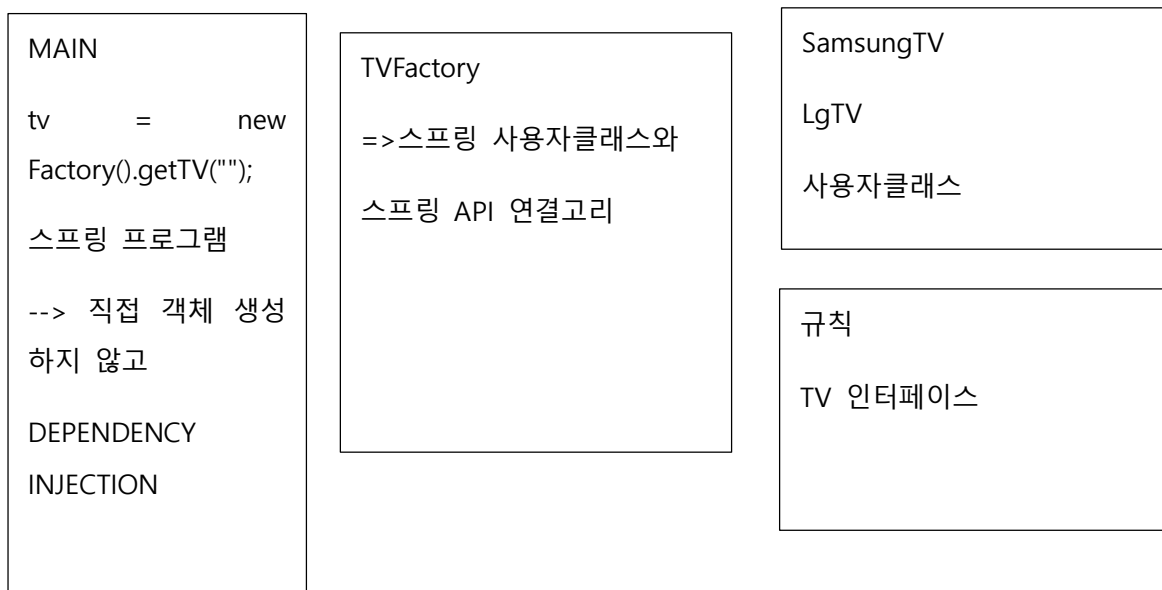 MAIN
tv = new
Factory().getTV("");
스프링 프로그램
--> 직접 객체 생성
하지 않고
DEPENDENCY
INJECTION
TVFactory
=>스프링 사용자클래스와
스프링 API 연결고리
SamsungTV
LgTV
사용자클래스
규칙
TV 인터페이스